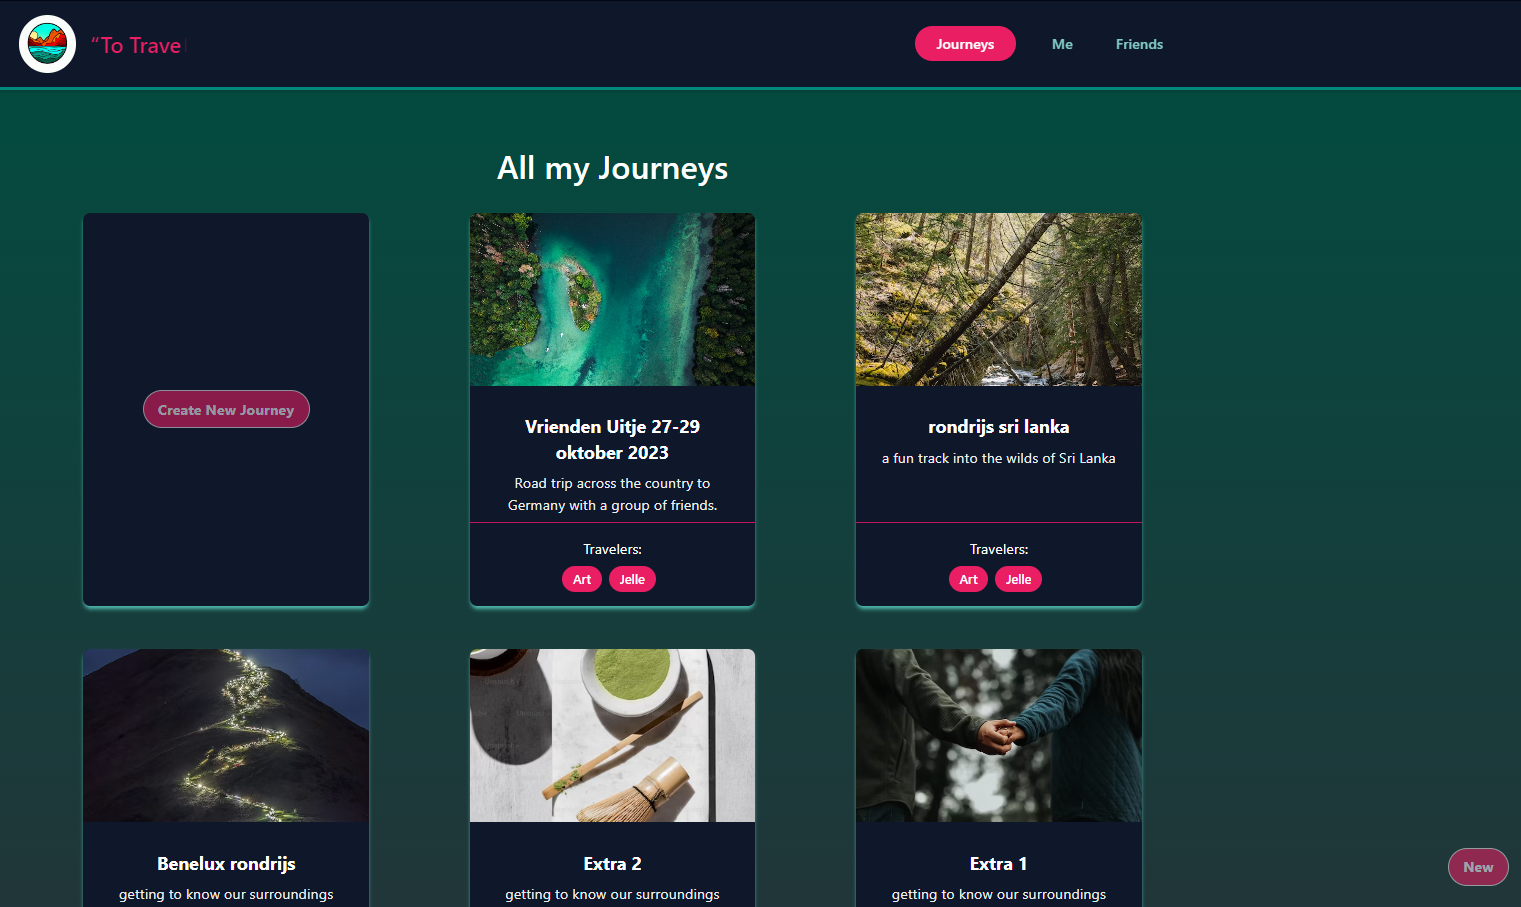 “To Trave
Journeys
Me
Friends
All my Journeys
Create New Journey
Vrienden Uitje 27-29
oktober 2023
Road trip across the country to
Germany with a group of friends.
Travelers:
Art
Jelle
rondrijs sri lanka
a fun track into the wilds of Sri Lanka
Travelers:
Art
Jelle
Benelux rondrijs
getting to know our surroundings
Extra 2
getting to know our surroundings
Extra 1
getting to know our surroundings
New